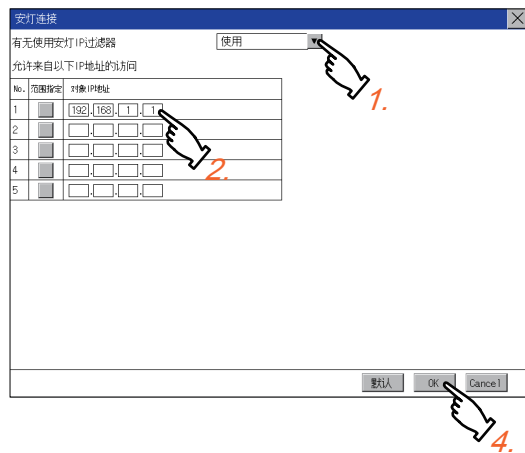 安灯连接
有无使用安灯IP过滤器 使用
1.
允许来自以下IP地址的访问
No. 范围指定 对象IP地址
1 192.168.1.1
2 . . .
2.
3 . . .
4 . . .
5 . . .
默认 OK Cancel
4.